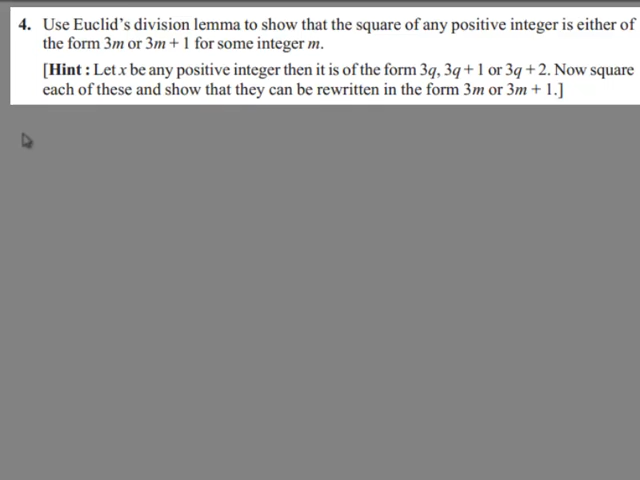 4. Use Euclid's division lemma to show that the square of any positive integer is either of
the form 3m or 3m + 1 for some integer m.
[Hint : Let x be any positive integer then it is of the form 3q, 3q + 1 or 3q + 2. Now square
each of these and show that they can be rewritten in the form 3m or 3m + 1.]